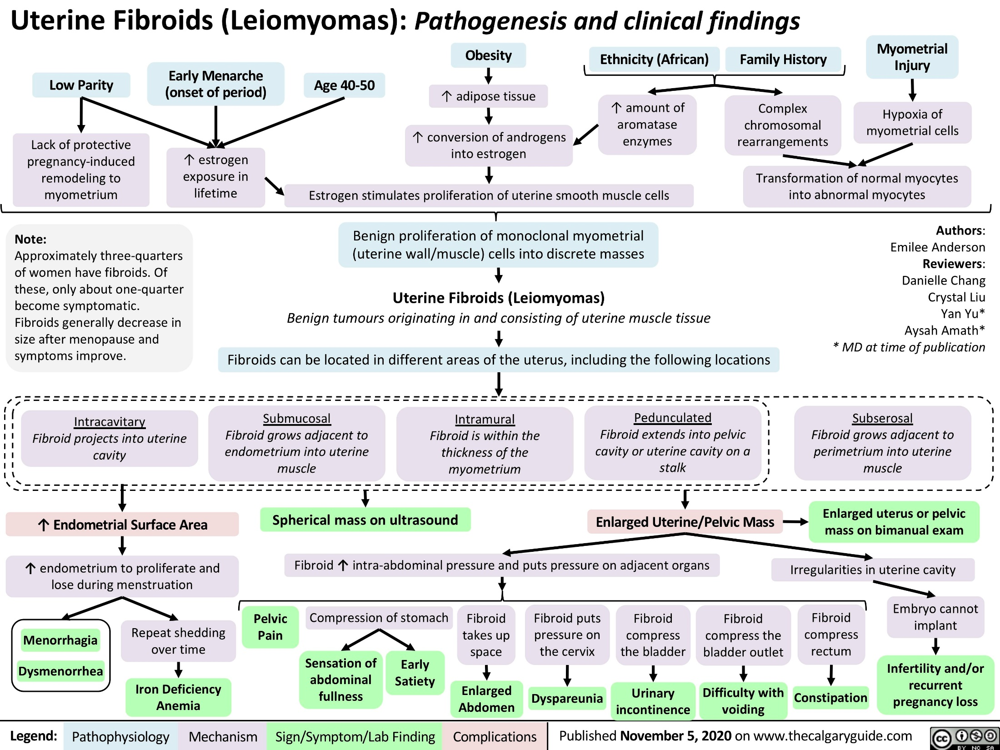 Uterine Fibroids (Leiomyomas): Pathogenesis and clinical findings
Low Parity
Early Menarche
(onset of period)
Age 40-50
Obesity
Ethnicity (African)
Family History
Myometrial
Injury
↑ adipose tissue
↑ amount of
aromatase
enzymes
Complex
chromosomal
rearrangements
Hypoxia of
myometrial cells
Lack of protective
pregnancy-induced
remodeling to
myometrium
↑ estrogen
exposure in
lifetime
↑ conversion of androgens
into estrogen
Estrogen stimulates proliferation of uterine smooth muscle cells
Transformation of normal myocytes
into abnormal myocytes
Note:
Approximately three-quarters
of women have fibroids. Of
these, only about one-quarter
become symptomatic.
Fibroids generally decrease in
size after menopause and
symptoms improve.
Benign proliferation of monoclonal myometrial
(uterine wall/muscle) cells into discrete masses
Uterine Fibroids (Leiomyomas)
Benign tumours originating in and consisting of uterine muscle tissue
Fibroids can be located in different areas of the uterus, including the following locations
Authors:
Emilee Anderson
Reviewers:
Danielle Chang
Crystal Liu
Yan Yu*
Aysah Amath*
* MD at time of publication
Intracavitary
Fibroid projects into uterine
cavity
Submucosal
Fibroid grows adjacent to
endometrium into uterine
muscle
Intramural
Fibroid is within the
thickness of the
myometrium
Pedunculated
Fibroid extends into pelvic
cavity or uterine cavity on a
stalk
Subserosal
Fibroid grows adjacent to
perimetrium into uterine
muscle
↑ Endometrial Surface Area
Spherical mass on ultrasound
Enlarged Uterine/Pelvic Mass
Enlarged uterus or pelvic
mass on bimanual exam
↑ endometrium to proliferate and
lose during menstruation
Fibroid ↑ intra-abdominal pressure and puts pressure on adjacent organs
Irregularities in uterine cavity
Menorrhagia
Dysmenorrhea
Repeat shedding
over time
Iron Deficiency
Anemia
Pelvic
Pain
Compression of stomach
Sensation of
abdominal
fullness
Early
Satiety
Fibroid
takes up
space
Enlarged
Abdomen
Fibroid puts
pressure on
the cervix
Dyspareunia
Fibroid
compress
the bladder
Urinary
incontinence
Fibroid
compress the
bladder outlet
Difficulty with
voiding
Fibroid
compress
rectum
Constipation
Embryo cannot
implant
Infertility and/or
recurrent
pregnancy loss
Legend:
Pathophysiology
Mechanism
Sign/Symptom/Lab Finding
Complications
Published November 5, 2020 on www.thecalgaryguide.com
cc
BY NC SA